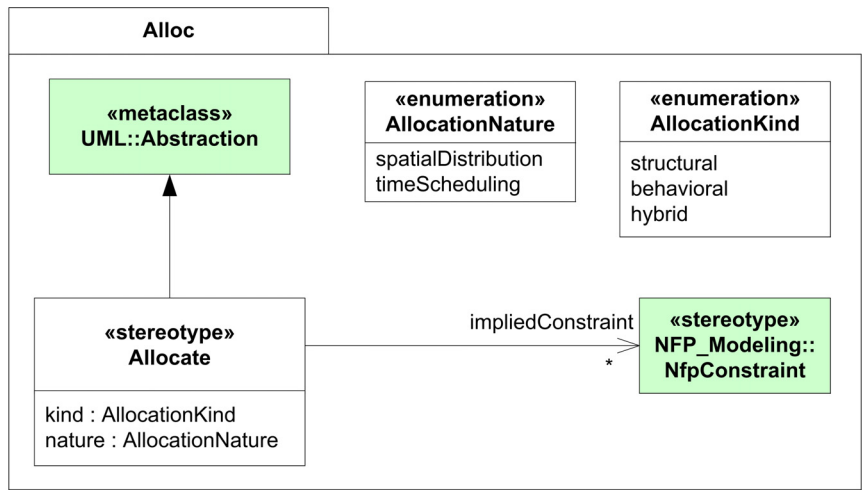 Alloc
«metaclass»
UML::Abstraction
«enumeration»
AllocationNature
spatialDistribution
timeScheduling
«enumeration»
AllocationKind
structural
behavioral
hybrid
«stereotype»
Allocate
kind : AllocationKind
nature : AllocationNature
impliedConstraint
*
«stereotype»
NFP_Modeling::
NfpConstraint